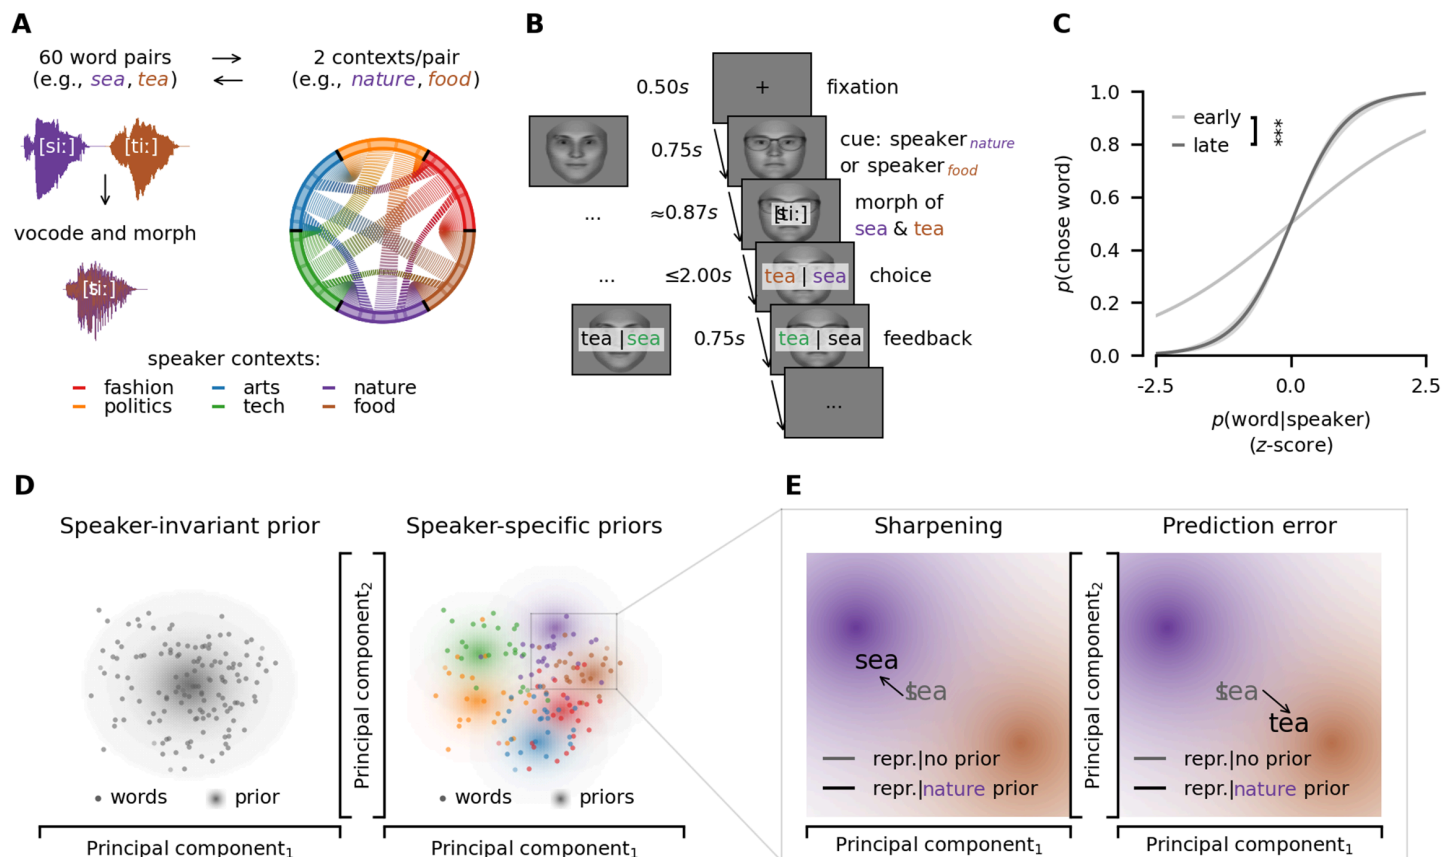 A
60 word pairs → 2 contexts/pair
(e.g., sea, tea) ← (e.g., nature, food)
[siː] [tiː]
vocode and morph
speaker contexts:
fashion arts nature
politics tech food
B
0.50s + fixation
0.75s cue: speaker nature
or speaker food
... ≈0.87s morph of
sea & tea
... ≤2.00s tea | sea choice
tea | sea 0.75s tea | sea feedback
...
C
p(chose word)
1.0
0.8
0.6
0.4
0.2
0.0
early
late
***
-2.5 0.0 2.5
p(word|speaker)
(z-score)
D
Speaker-invariant prior Speaker-specific priors
Principal component2
words prior words priors
Principal component1 Principal component1
E
Sharpening Prediction error
Principal component2
sea
tea
repr.|no prior repr.|no prior
repr.|nature prior repr.|nature prior
Principal component1 Principal component1